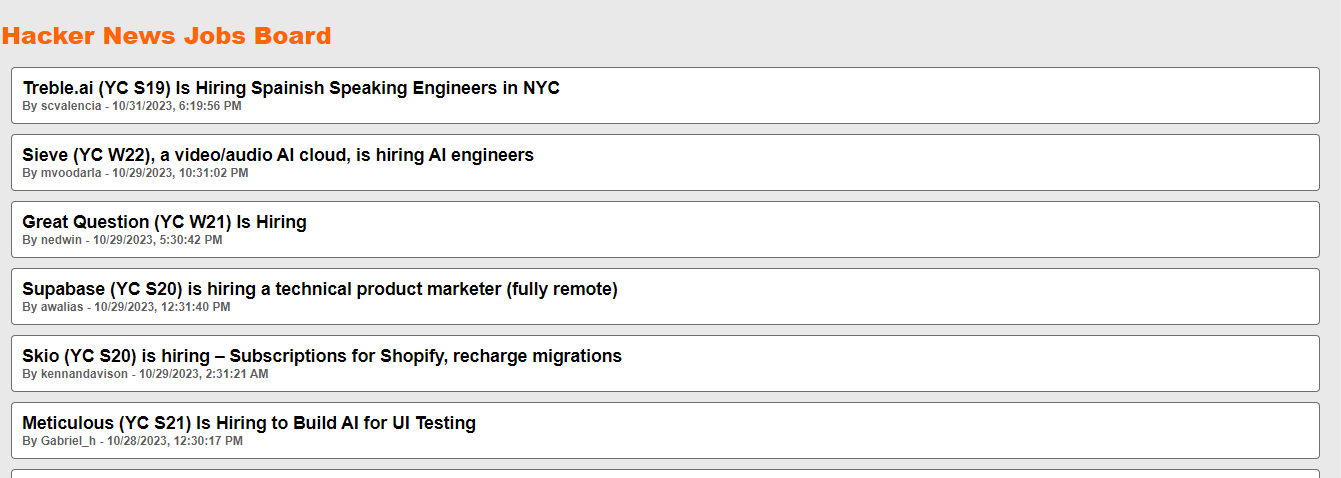 Hacker News Jobs Board
Treble.ai (YC S19) Is Hiring Spainish Speaking Engineers in NYC
By scvalencia - 10/31/2023, 6:19:56 PM
Sieve (YC W22), a video/audio AI cloud, is hiring AI engineers
By mvoodarla - 10/29/2023, 10:31:02 PM
Great Question (YC W21) Is Hiring
By nedwin - 10/29/2023, 5:30:42 PM
Supabase (YC S20) is hiring a technical product marketer (fully remote)
By awalias - 10/29/2023, 12:31:40 PM
Skio (YC S20) is hiring – Subscriptions for Shopify, recharge migrations
By kennandavison - 10/29/2023, 2:31:21 AM
Meticulous (YC S21) Is Hiring to Build AI for UI Testing
By Gabriel_h - 10/28/2023, 12:30:17 PM